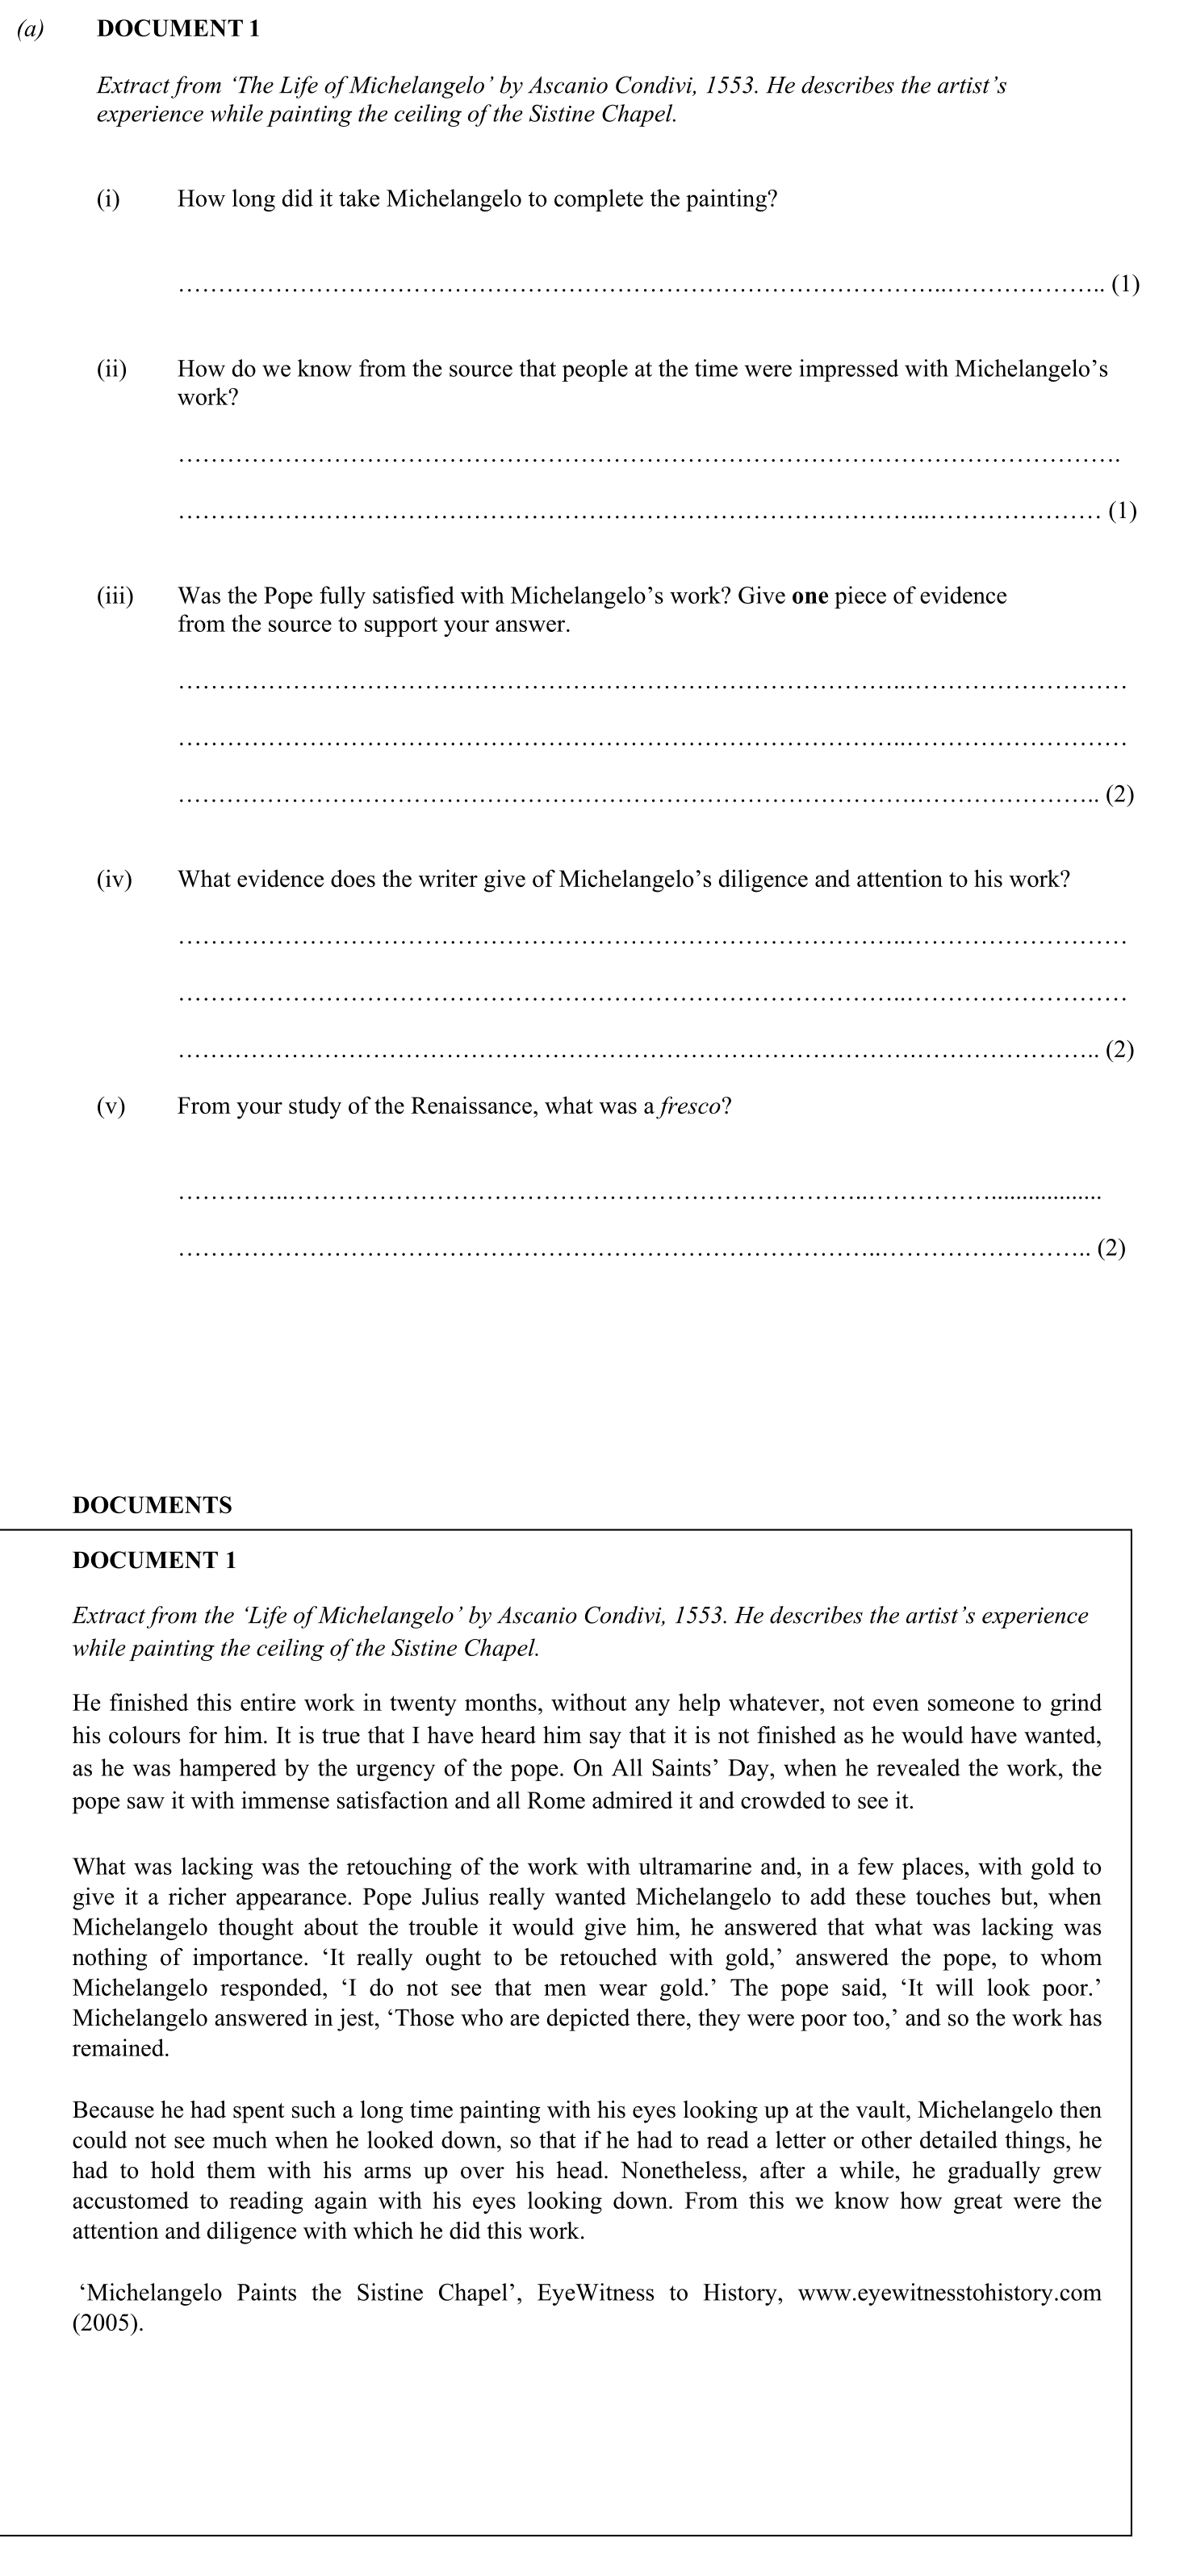 (a) DOCUMENT 1
Extract from ‘The Life of Michelangelo’ by Ascanio Condivi, 1553. He describes the artist’s
experience while painting the ceiling of the Sistine Chapel.
(i) How long did it take Michelangelo to complete the painting?
…………………………………………………………………………………..……………….. (1)
(ii) How do we know from the source that people at the time were impressed with Michelangelo’s
work?
……………………………………………………………………………………………………….
………………………………………………………………………………..………………… (1)
(iii) Was the Pope fully satisfied with Michelangelo’s work? Give one piece of evidence
from the source to support your answer.
………………………………………………………………………………..………………………
………………………………………………………………………………..………………………
…………………………………………………………………………………………………….. (2)
(iv) What evidence does the writer give of Michelangelo’s diligence and attention to his work?
………………………………………………………………………………..………………………
………………………………………………………………………………..………………………
…………………………………………………………………………………………………….. (2)
(v) From your study of the Renaissance, what was a fresco?
…………..……………………………………………………………..……………..................
……………………………………………………………………………..…………………….. (2)
DOCUMENTS
DOCUMENT 1
Extract from the ‘Life of Michelangelo’ by Ascanio Condivi, 1553. He describes the artist’s experience
while painting the ceiling of the Sistine Chapel.
He finished this entire work in twenty months, without any help whatever, not even someone to grind
his colours for him. It is true that I have heard him say that it is not finished as he would have wanted,
as he was hampered by the urgency of the pope. On All Saints’ Day, when he revealed the work, the
pope saw it with immense satisfaction and all Rome admired it and crowded to see it.
What was lacking was the retouching of the work with ultramarine and, in a few places, with gold to
give it a richer appearance. Pope Julius really wanted Michelangelo to add these touches but, when
Michelangelo thought about the trouble it would give him, he answered that what was lacking was
nothing of importance. ‘It really ought to be retouched with gold,’ answered the pope, to whom
Michelangelo responded, ‘I do not see that men wear gold.’ The pope said, ‘It will look poor.’
Michelangelo answered in jest, ‘Those who are depicted there, they were poor too,’ and so the work has
remained.
Because he had spent such a long time painting with his eyes looking up at the vault, Michelangelo then
could not see much when he looked down, so that if he had to read a letter or other detailed things, he
had to hold them with his arms up over his head. Nonetheless, after a while, he gradually grew
accustomed to reading again with his eyes looking down. From this we know how great were the
attention and diligence with which he did this work.
‘Michelangelo Paints the Sistine Chapel’, EyeWitness to History, www.eyewitnesstohistory.com
(2005).